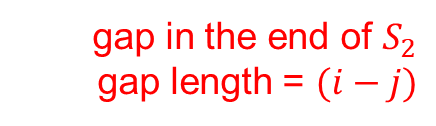 gap in the end of S₂
gap length = (i − j)